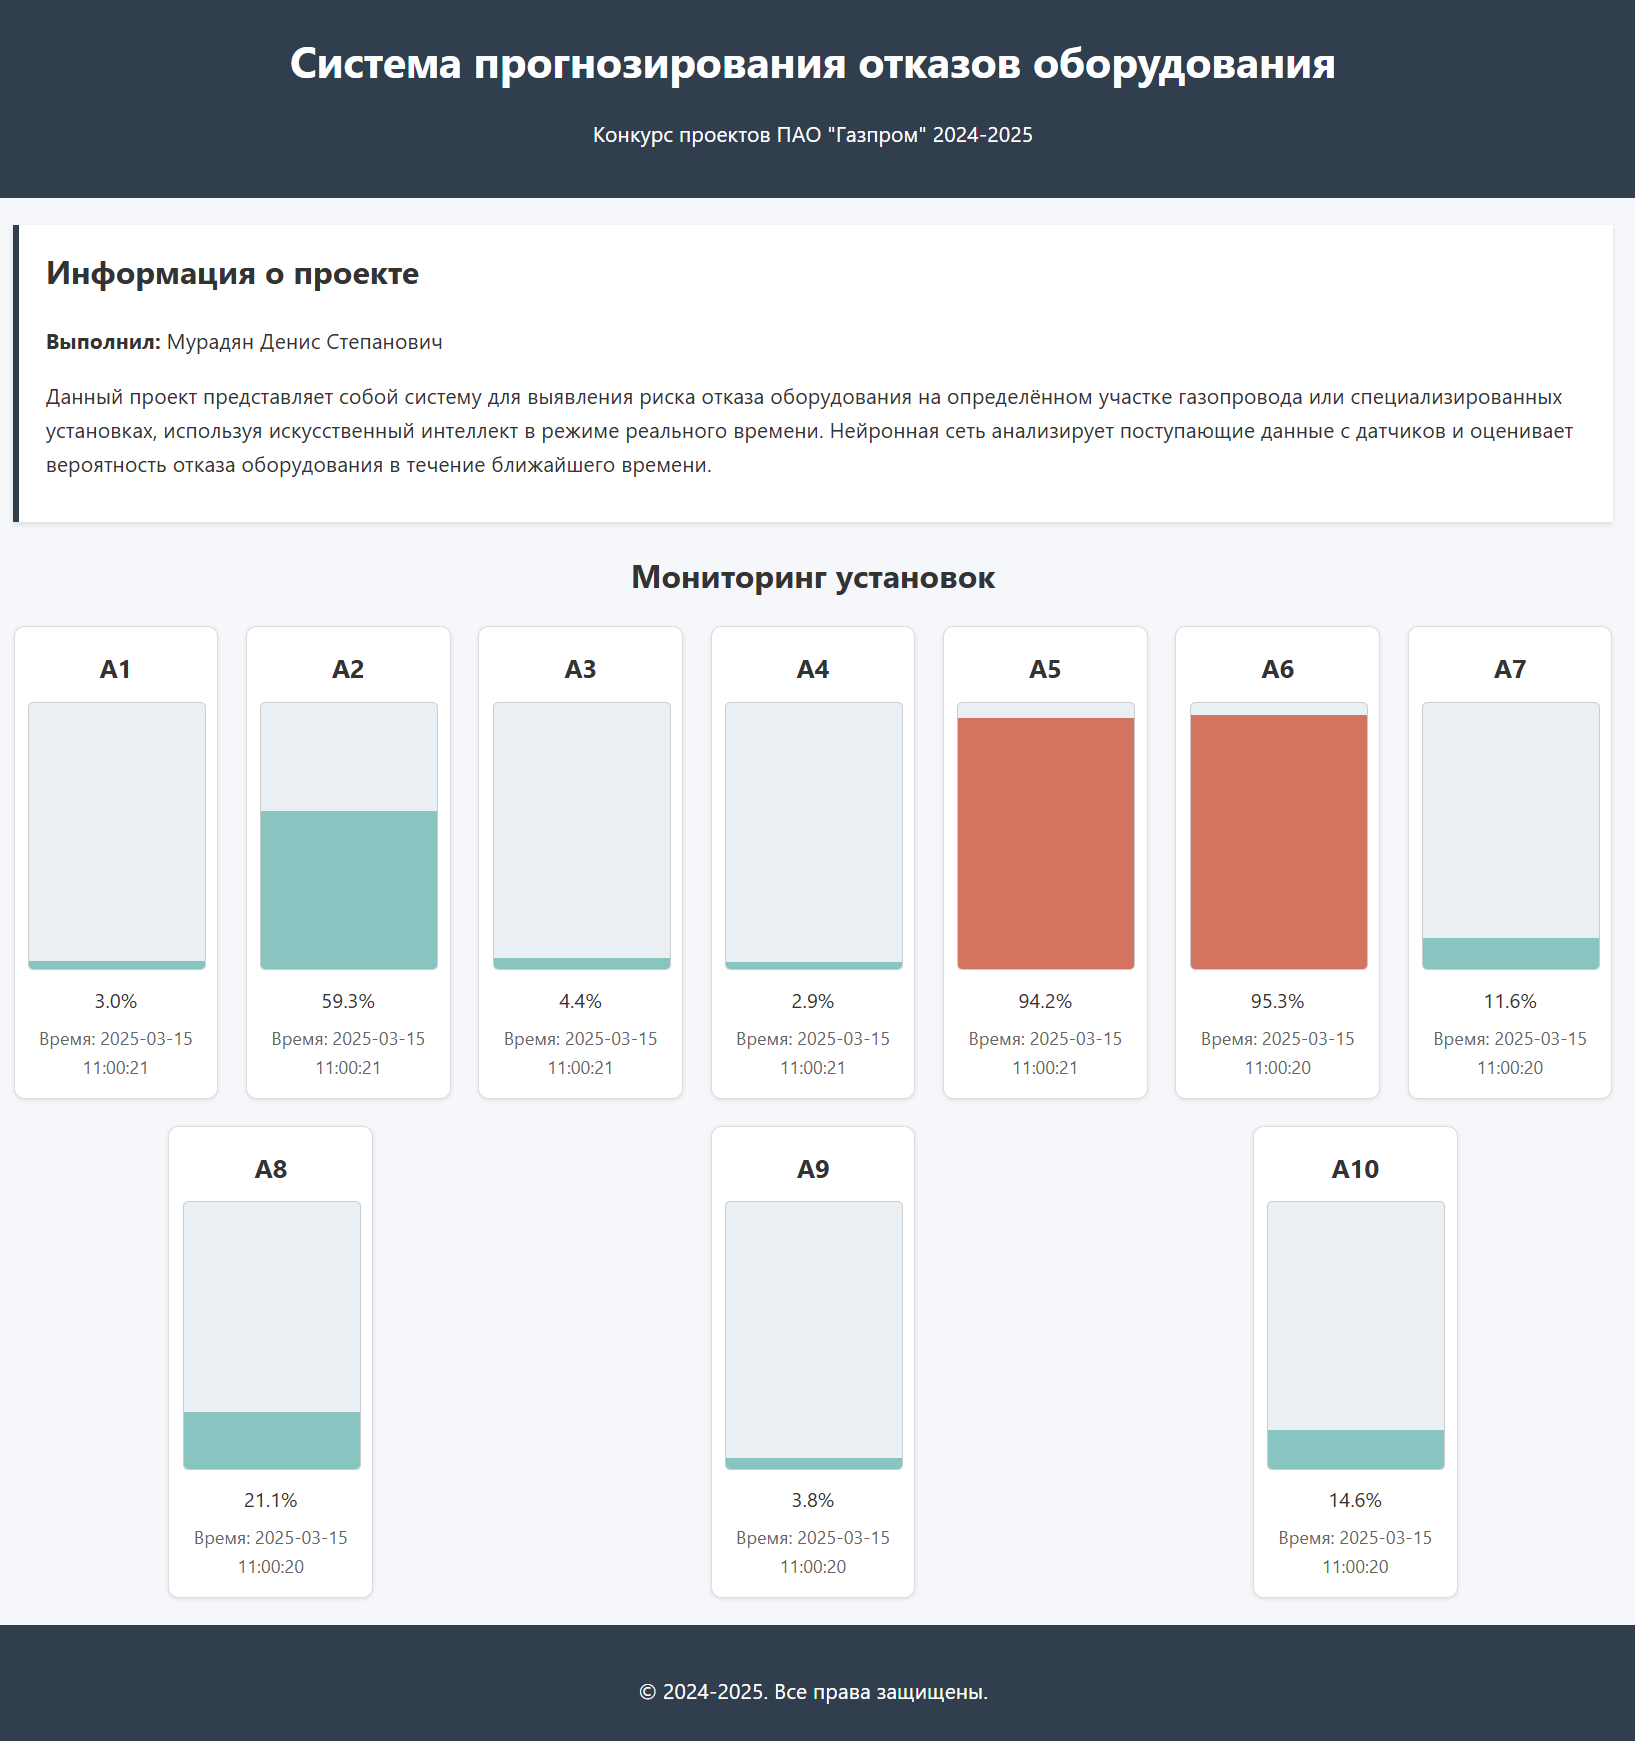 Система прогнозирования отказов оборудования
Конкурс проектов ПАО "Газпром" 2024-2025
Информация о проекте
Выполнил: Мурадян Денис Степанович
Данный проект представляет собой систему для выявления риска отказа оборудования на определённом участке газопровода или специализированных
установках, используя искусственный интеллект в режиме реального времени. Нейронная сеть анализирует поступающие данные с датчиков и оценивает
вероятность отказа оборудования в течение ближайшего времени.
Мониторинг установок
A1
3.0%
Время: 2025-03-15
11:00:21
A2
59.3%
Время: 2025-03-15
11:00:21
A3
4.4%
Время: 2025-03-15
11:00:21
A4
2.9%
Время: 2025-03-15
11:00:21
A5
94.2%
Время: 2025-03-15
11:00:21
A6
95.3%
Время: 2025-03-15
11:00:20
A7
11.6%
Время: 2025-03-15
11:00:20
A8
21.1%
Время: 2025-03-15
11:00:20
A9
3.8%
Время: 2025-03-15
11:00:20
A10
14.6%
Время: 2025-03-15
11:00:20
© 2024-2025. Все права защищены.